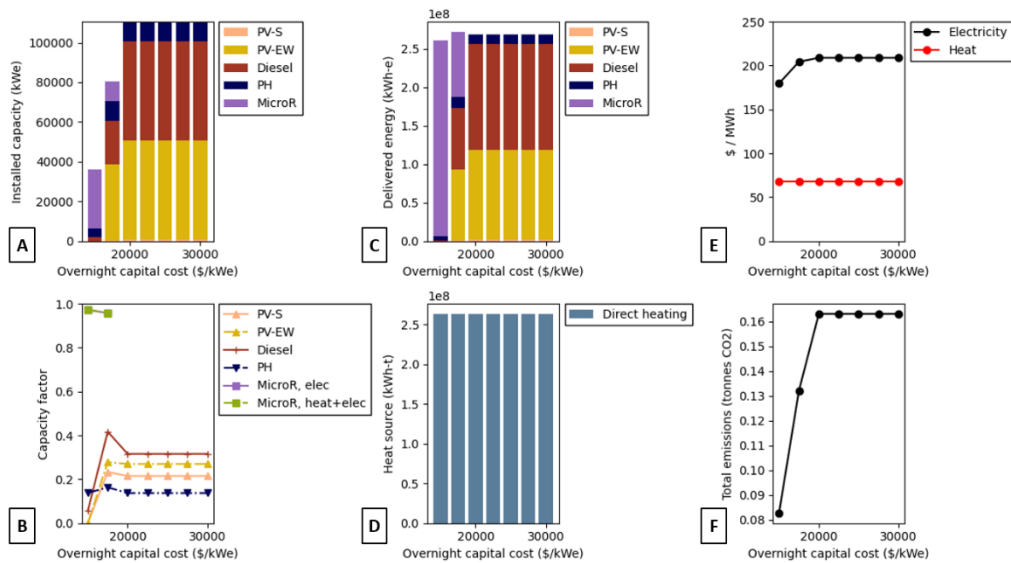 Installed capacity (kWe)
100000
80000
60000
40000
20000
0
20000 30000
Overnight capital cost ($/kWe)
A
PV-S
PV-EW
Diesel
PH
MicroR
1e8
Delivered energy (kWh-e)
2.5
2.0
1.5
1.0
0.5
0.0
20000 30000
Overnight capital cost ($/kWe)
C
PV-S
PV-EW
Diesel
PH
MicroR
$ / MWh
250
200
150
100
50
0
20000 30000
Overnight capital cost ($/kWe)
E
Electricity
Heat
Capacity factor
1.0
0.8
0.6
0.4
0.2
0.0
20000 30000
Overnight capital cost ($/kWe)
B
PV-S
PV-EW
Diesel
PH
MicroR, elec
MicroR, heat+elec
1e8
Heat source (kWh-t)
2.5
2.0
1.5
1.0
0.5
0.0
20000 30000
Overnight capital cost ($/kWe)
D
Direct heating
Total emissions (tonnes CO2)
0.16
0.15
0.14
0.13
0.12
0.11
0.10
0.09
0.08
20000 30000
Overnight capital cost ($/kWe)
F